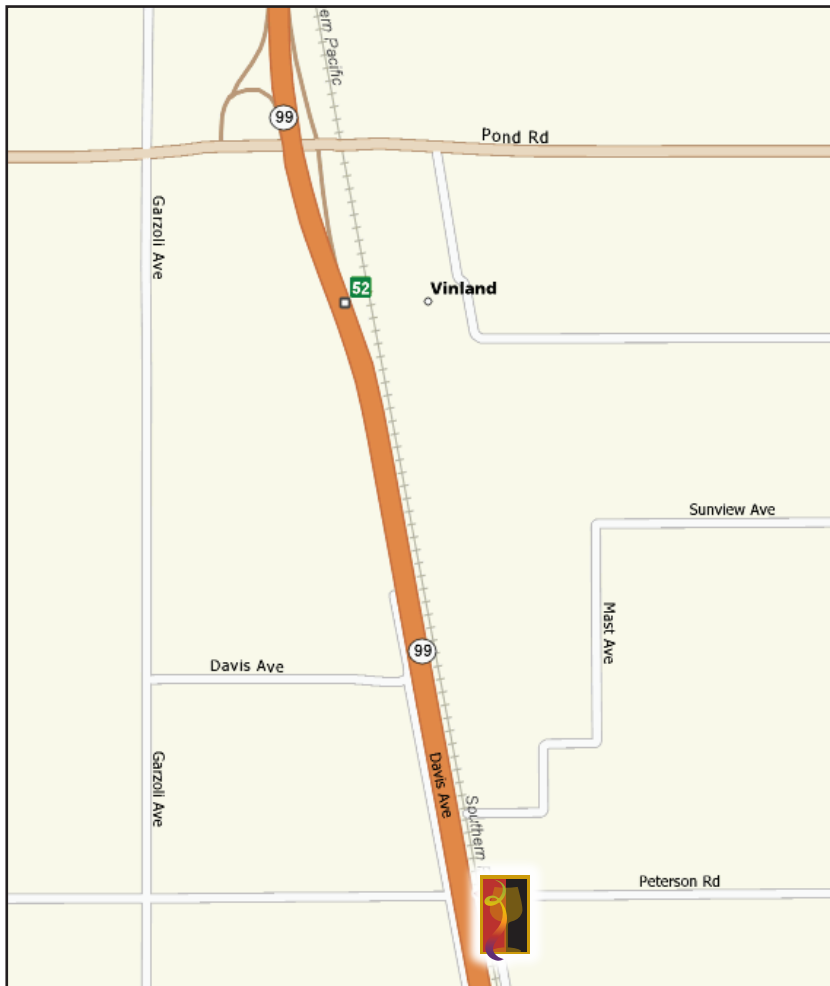 ern Pacific
99
Pond Rd
Garzoli Ave
52
Vinland
Sunview Ave
Mast Ave
99
Davis Ave
Garzoli Ave
Davis Ave
Southern
Peterson Rd